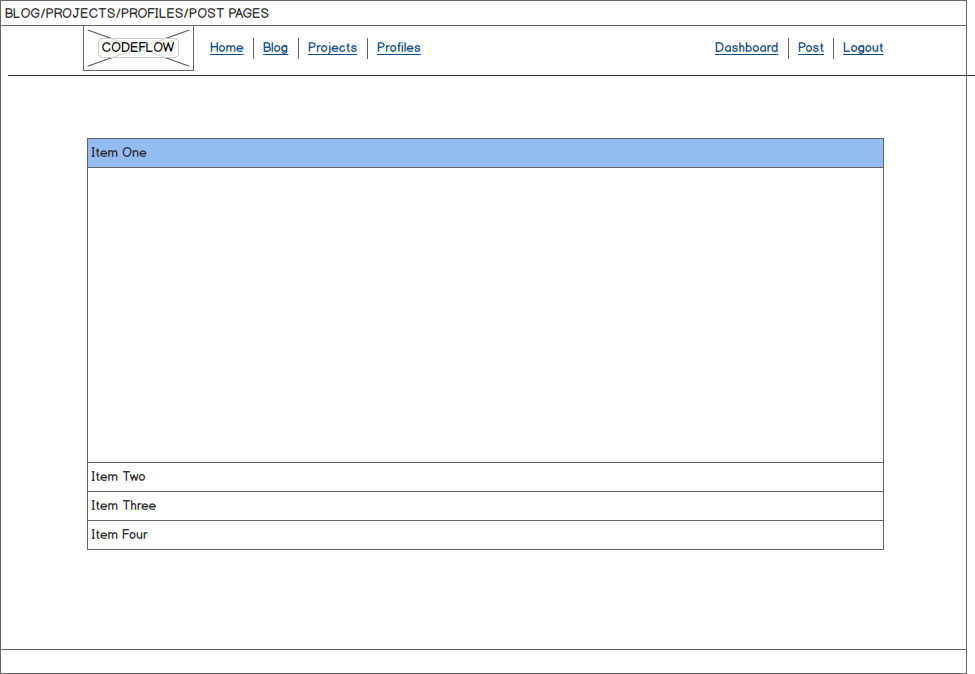 BLOG/PROJECTS/PROFILES/POST PAGES
CODEFLOW Home Blog Projects Profiles Dashboard Post Logout
Item One
Item Two
Item Three
Item Four